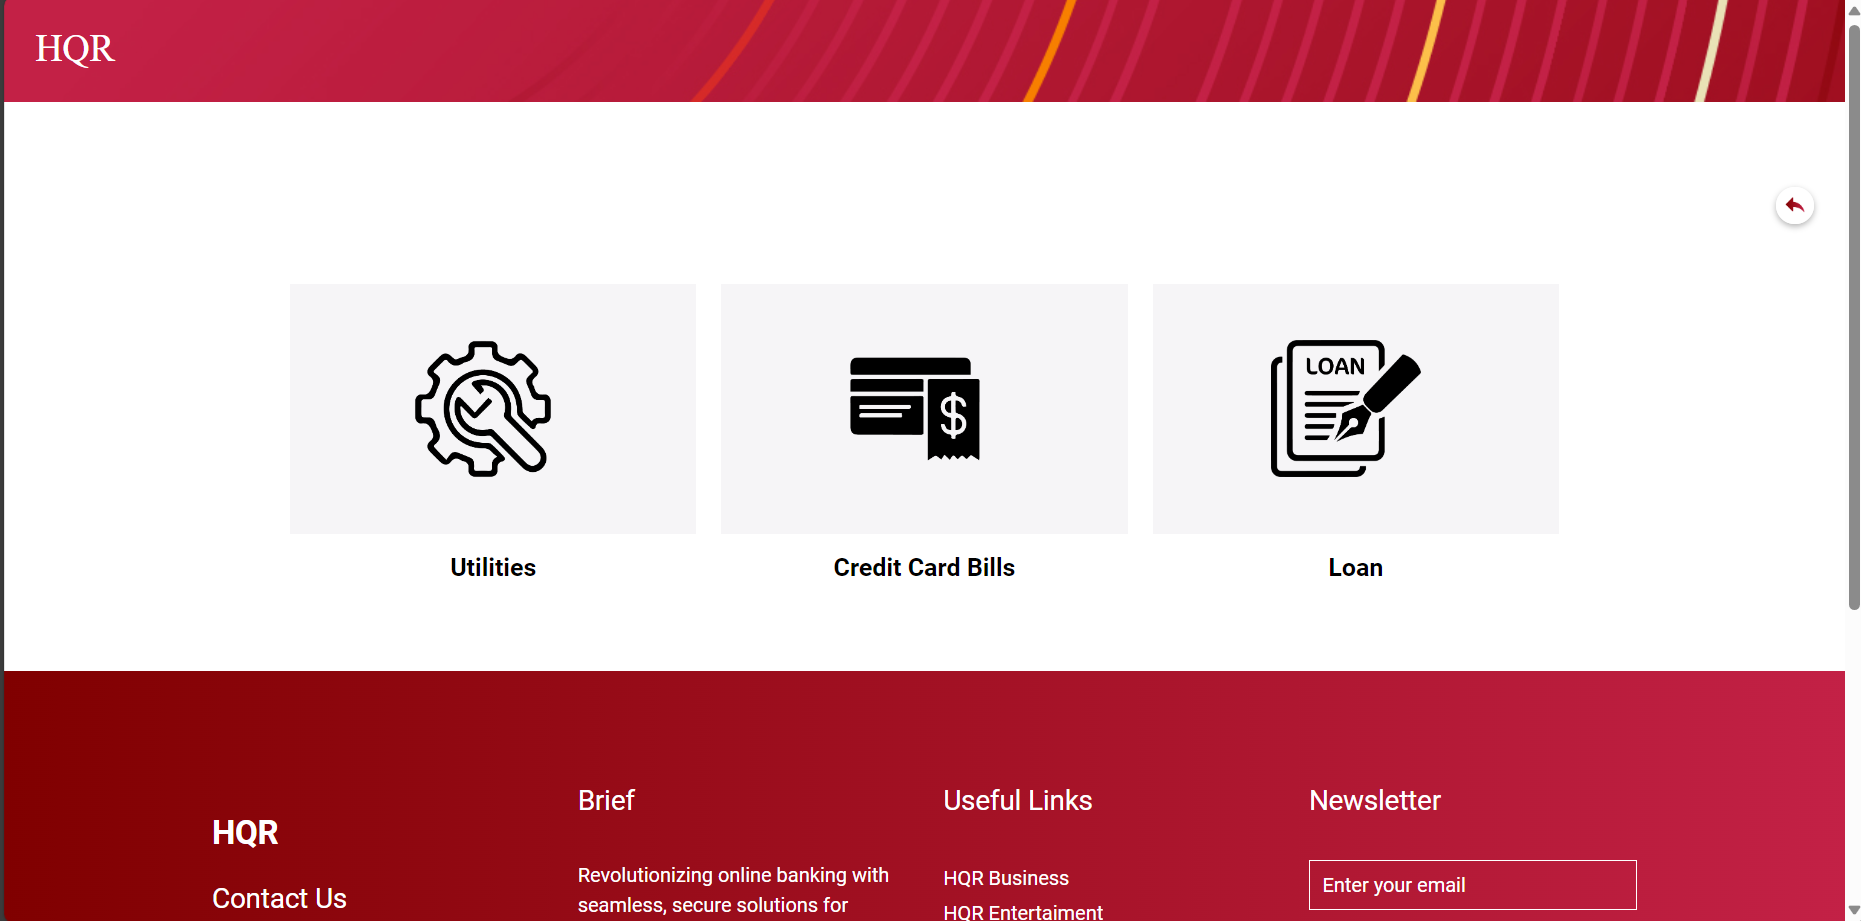 HQR
LOAN
$
Utilities
Credit Card Bills
Loan
HQR
Contact Us
Brief
Revolutionizing online banking with
seamless, secure solutions for
Useful Links
HQR Business
HQR Entertaiment
Newsletter
Enter your email